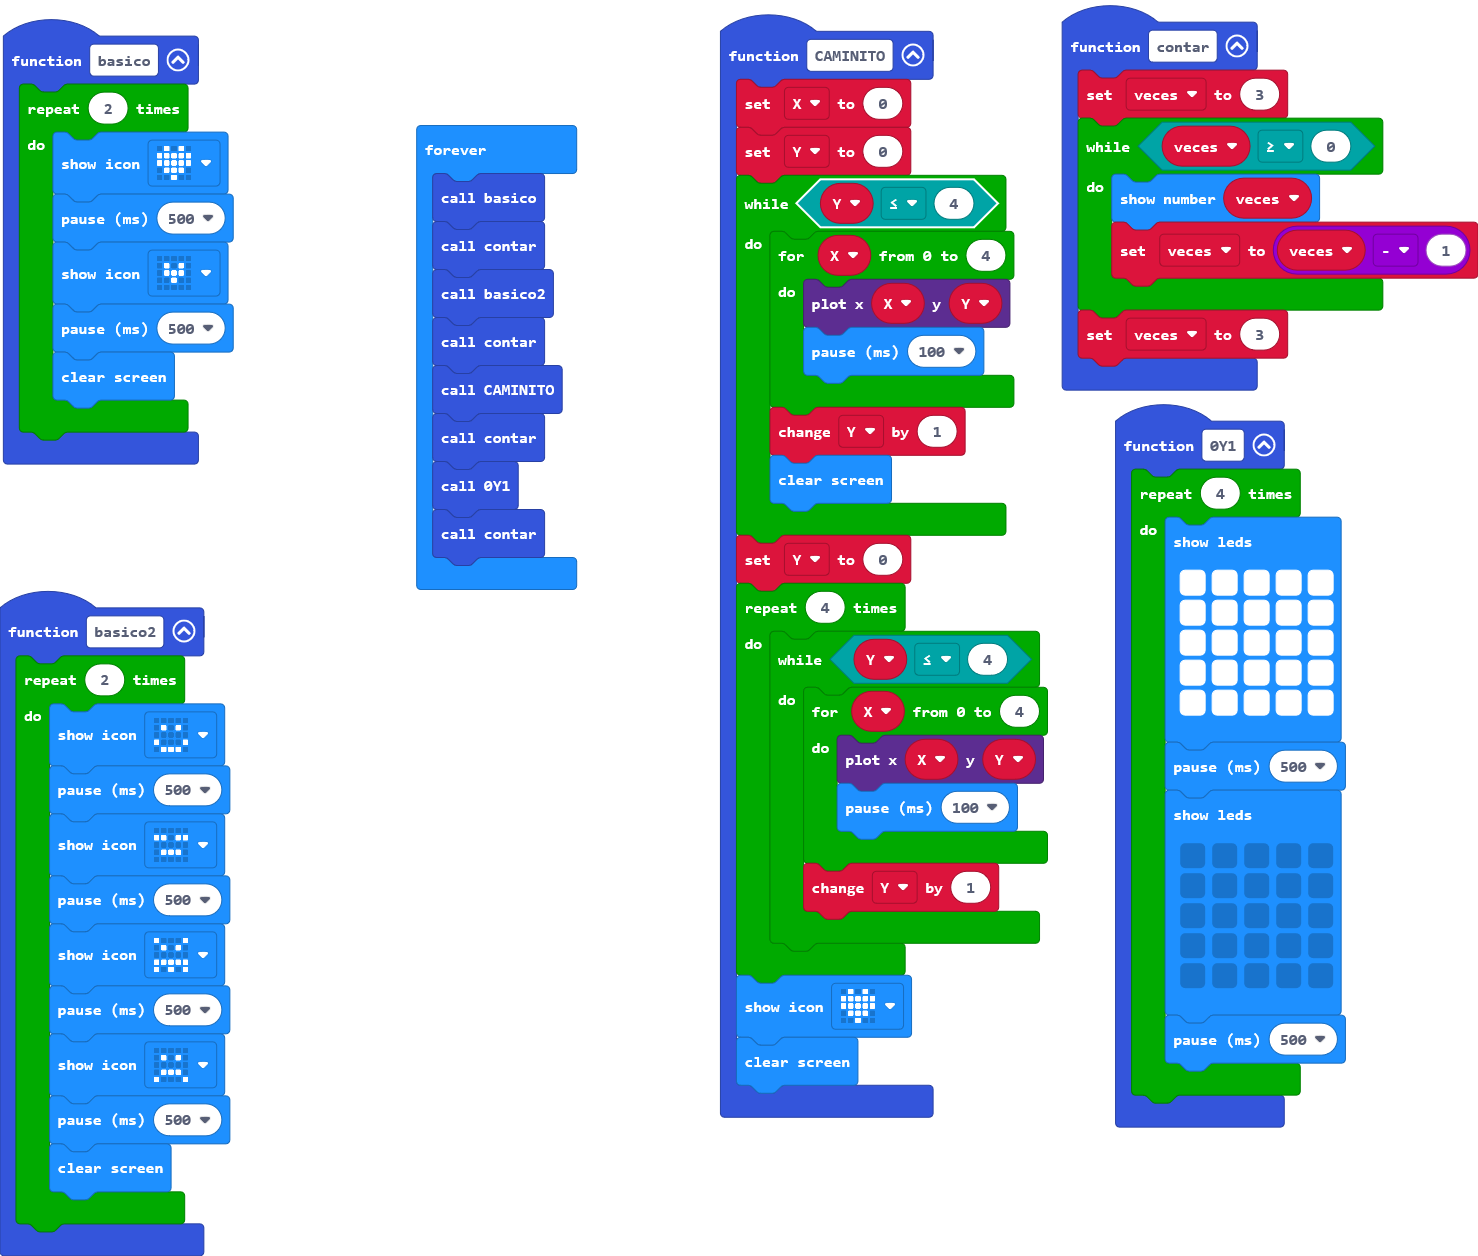 function basico
repeat 2 times
do
show icon
pause (ms) 500
show icon
pause (ms) 500
clear screen
function basico2
repeat 2 times
do
show icon
pause (ms) 500
show icon
pause (ms) 500
show icon
pause (ms) 500
show icon
pause (ms) 500
clear screen
forever
call basico
call contar
call basico2
call contar
call CAMINITO
call contar
call 0Y1
call contar
function CAMINITO
set X to 0
set Y to 0
while Y ≤ 4
do
for X from 0 to 4
do
plot x X y Y
pause (ms) 100
change Y by 1
clear screen
set Y to 0
repeat 4 times
do
while Y ≤ 4
do
for X from 0 to 4
do
plot x X y Y
pause (ms) 100
change Y by 1
show icon
clear screen
function contar
set veces to 3
while veces ≥ 0
do
show number veces
set veces to veces - 1
set veces to 3
function 0Y1
repeat 4 times
do
show leds
pause (ms) 500
show leds
pause (ms) 500